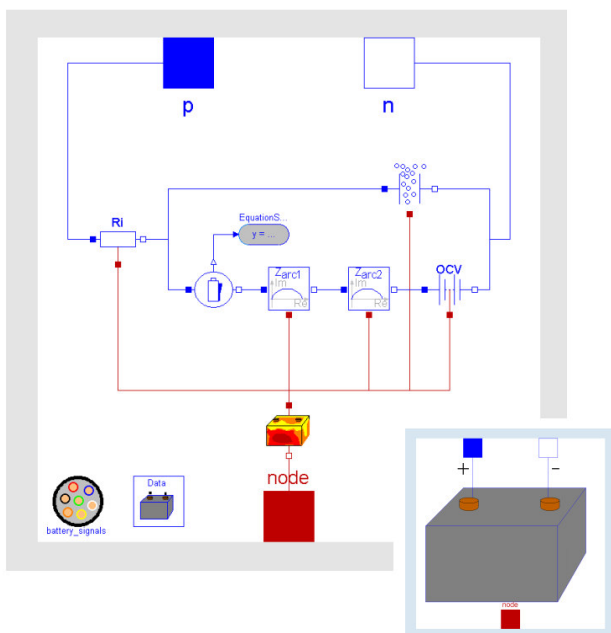 p
n
Ri
EquationS...
y = ...
Zarc1
Im
Re
Zarc2
Im
Re
OCV
node
Data
battery_signals
+
−
node